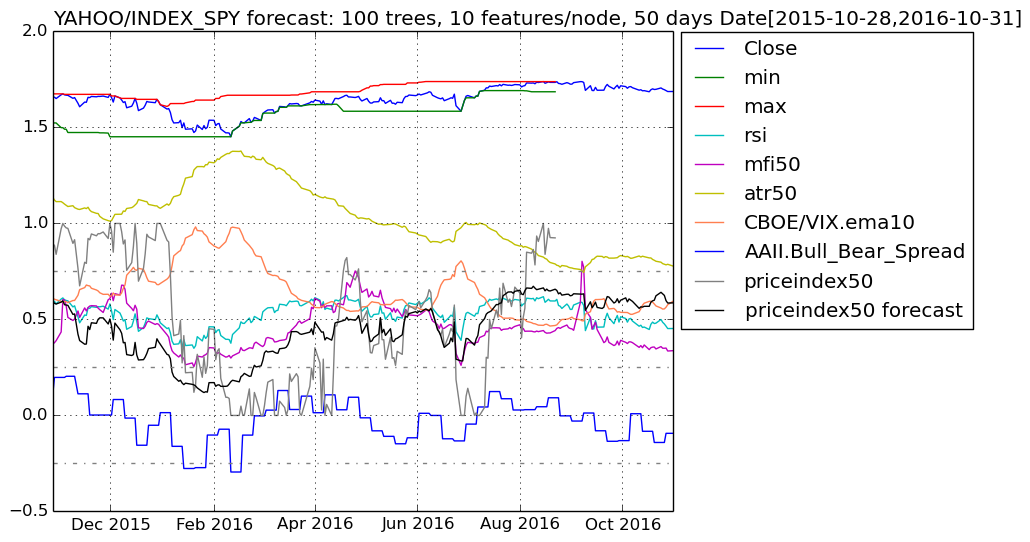 YAHOO/INDEX_SPY forecast: 100 trees, 10 features/node, 50 days Date[2015-10-28,2016-10-31]
2.0
1.5
1.0
0.5
0.0
−0.5
Dec 2015
Feb 2016
Apr 2016
Jun 2016
Aug 2016
Oct 2016
Close
min
max
rsi
mfi50
atr50
CBOE/VIX.ema10
AAII.Bull_Bear_Spread
priceindex50
priceindex50 forecast